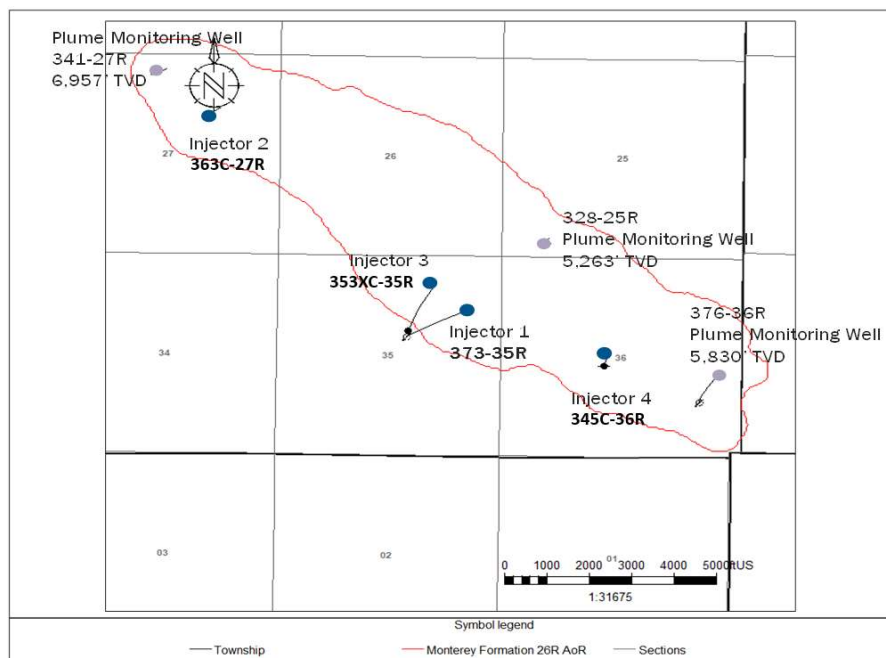 Plume Monitoring Well
341-27R
6,957' TVD
N
Injector 2
363C-27R
27
26
25
328-25R
Plume Monitoring Well
5,263' TVD
Injector 3
353XC-35R
376-36R
Plume Monitoring Well
5,830' TVD
Injector 1
373-35R
34
35
36
Injector 4
345C-36R
03
02
01
0 1000 2000 3000 4000 5000ftUS
1:31675
Symbol legend
Township
Monterey Formation 26R AoR
Sections